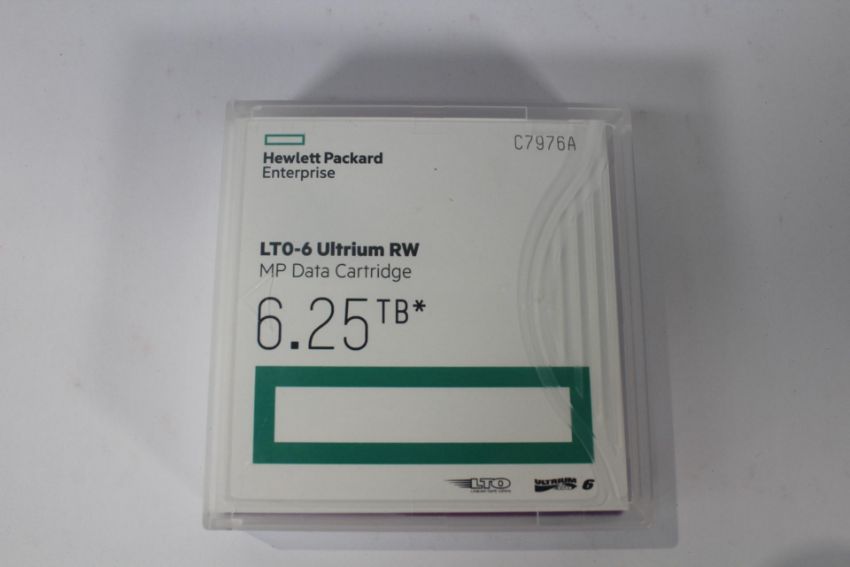 Hewlett Packard
Enterprise
C7976A
LTO-6 Ultrium RW
MP Data Cartridge
6.25TB*
LTO
ULTRIUM 6